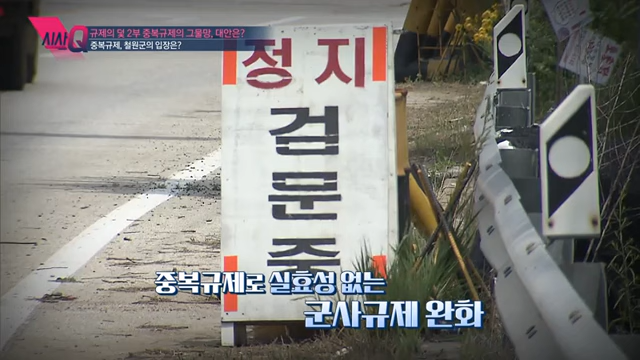 시사Q
규제의 덫 2부 중복규제의 그물망, 대안은?
중복규제, 철원군의 입장은?
정지
검
문
중복규제로 실효성 없는
군사규제 완화